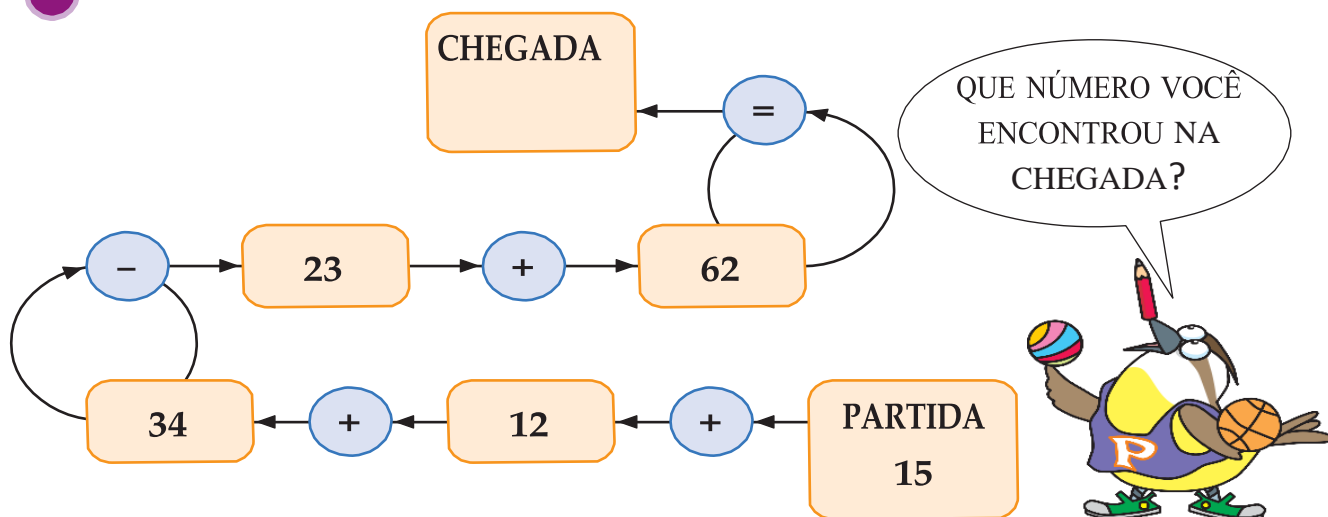 CHEGADA
=
QUE NÚMERO VOCÊ
ENCONTROU NA
CHEGADA?
–
23
+
62
34
+
12
+
PARTIDA
15
P